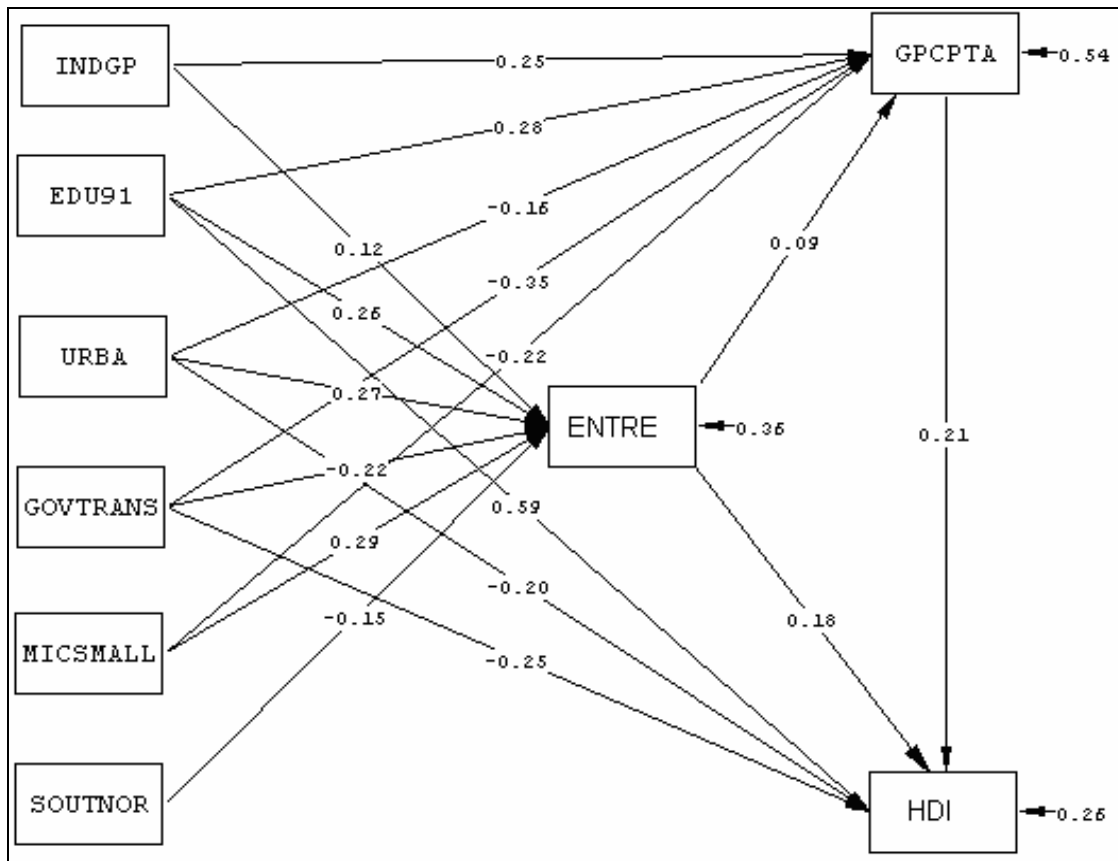 INDGP
GPCPTA
0.54
0.25
0.28
EDU91
-0.16
0.12
0.09
-0.35
0.26
URBA
-0.22
0.27
ENTRE
0.36
0.21
-0.22
GOVTRANS
0.59
0.29
-0.20
-0.15
0.18
MICSMALL
-0.25
SOUTNOR
HDI
0.26